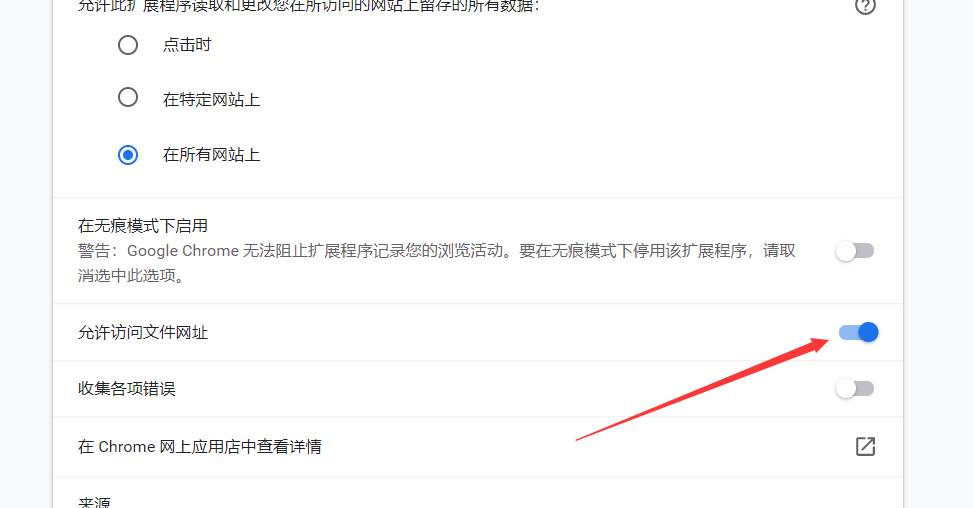 允许此扩展程序读取和更改您在所访问的网站上留存的所有数据：
点击时
在特定网站上
在所有网站上
在无痕模式下启用
警告：Google Chrome 无法阻止扩展程序记录您的浏览活动。要在无痕模式下停用该扩展程序，请取
消选中此选项。
允许访问文件网址
收集各项错误
在 Chrome 网上应用店中查看详情
来源